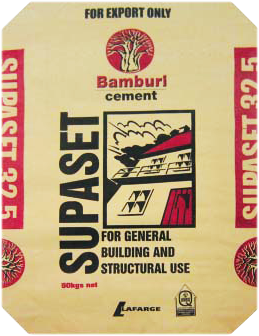 FOR EXPORT ONLY
Bamburi
cement
SUPASET 32.5
SUPASET 32.5
SUPASET
FOR GENERAL
BUILDING AND
STRUCTURAL USE
50kgs net
LAFARGE